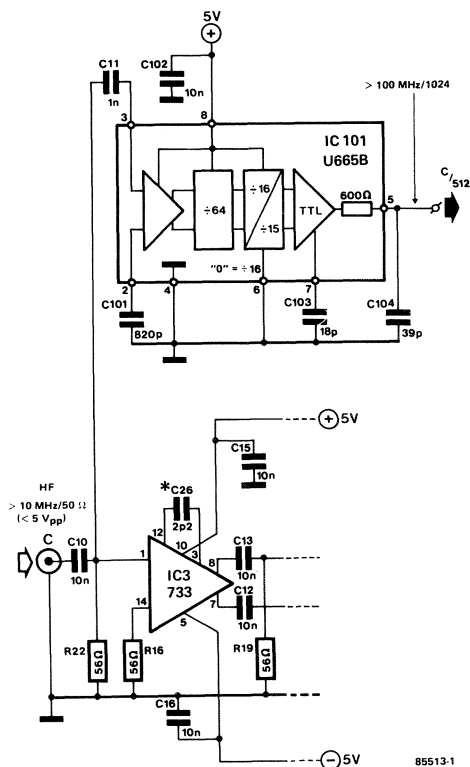 5V
C11
1n
C102
10n
> 100 MHz/1024
3
8
IC 101
U665B
÷64
÷16
÷15
TTL
600Ω
5
C/512
"0" = ÷ 16
2
4
6
7
C101
820p
C103
18p
C104
39p
5V
C15
10n
HF
> 10 MHz/50 Ω
(< 5 Vpp)
C
C10
10n
*C26
2p2
12
10
3
1
8
C13
10n
IC3
733
14
7
C12
10n
5
R22
56Ω
R16
56Ω
R19
56Ω
C16
10n
5V
85513-1